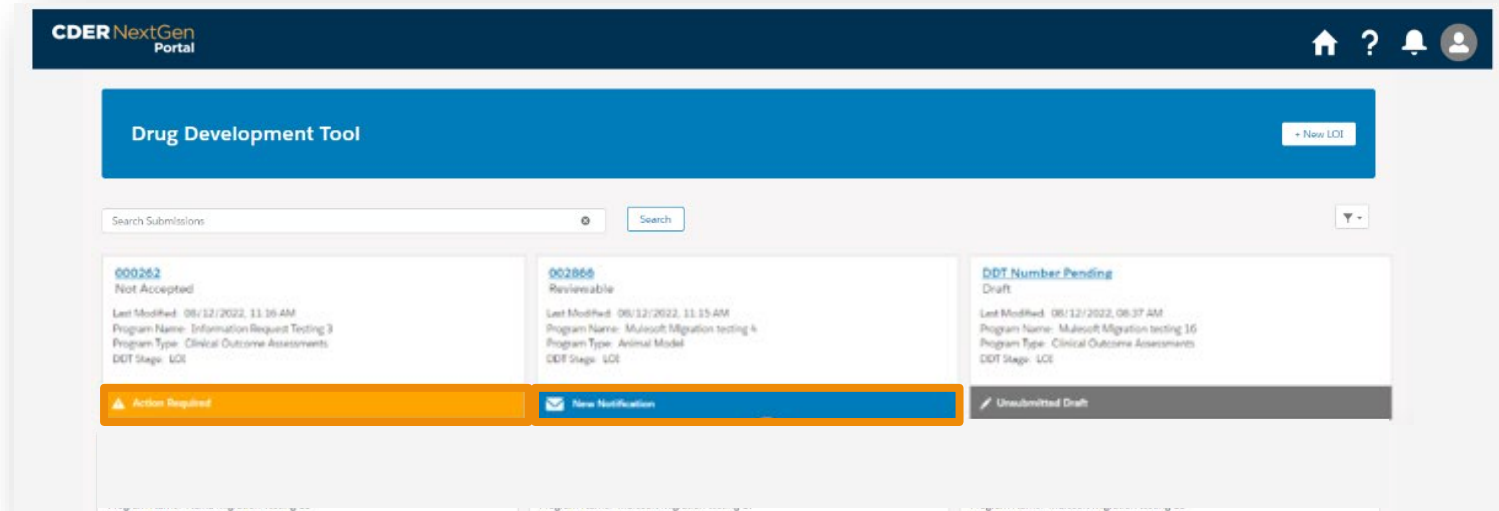 CDER NextGen
Portal
?
Drug Development Tool
+ New LOI
Search Submissions
Search
000262
Not Accepted
Last Modified: 08/12/2022, 11:16 AM
Program Name: Information Request Testing 3
Program Type: Clinical Outcome Assessments
DDT Stage: LOI
Action Required
002866
Reviewable
Last Modified: 08/12/2022, 11:15 AM
Program Name: Mulesoft Migration testing 4
Program Type: Animal Model
DDT Stage: LOI
New Notification
DDT Number Pending
Draft
Last Modified: 08/12/2022, 08:37 AM
Program Name: Mulesoft Migration testing 16
Program Type: Clinical Outcome Assessments
DDT Stage: LOI
Unsubmitted Draft